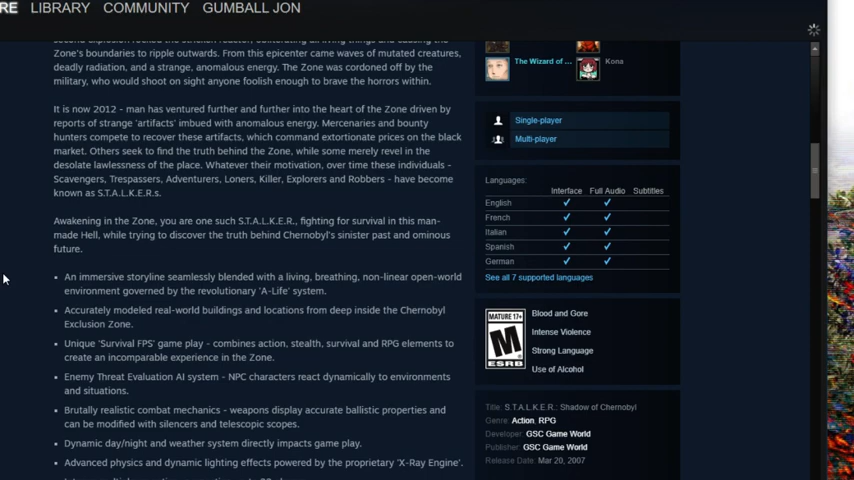 RE LIBRARY COMMUNITY GUMBALL JON
Zone's boundaries to ripple outwards. From this epicenter came waves of mutated creatures,
deadly radiation, and a strange, anomalous energy. The Zone was cordoned off by the
military, who would shoot on sight anyone foolish enough to brave the horrors within.
It is now 2012 - man has ventured further and further into the heart of the Zone driven by
reports of strange 'artifacts' imbued with anomalous energy. Mercenaries and bounty
hunters compete to recover these artifacts, which command extortionate prices on the black
market. Others seek to find the truth behind the Zone, while some merely revel in the
desolate lawlessness of the place. Whatever their motivation, over time these individuals -
Scavengers, Trespassers, Adventurers, Loners, Killer, Explorers and Robbers - have become
known as S.T.A.L.K.E.R.s.
Awakening in the Zone, you are one such S.T.A.L.K.E.R., fighting for survival in this man-
made Hell, while trying to discover the truth behind Chernobyl's sinister past and ominous
future.
• An immersive storyline seamlessly blended with a living, breathing, non-linear open-world
environment governed by the revolutionary 'A-Life' system.
• Accurately modeled real-world buildings and locations from deep inside the Chernobyl
Exclusion Zone.
• Unique 'Survival FPS' game play - combines action, stealth, survival and RPG elements to
create an incomparable experience in the Zone.
• Enemy Threat Evaluation AI system - NPC characters react dynamically to environments
and situations.
• Brutally realistic combat mechanics - weapons display accurate ballistic properties and
can be modified with silencers and telescopic scopes.
• Dynamic day/night and weather system directly impacts game play.
• Advanced physics and dynamic lighting effects powered by the proprietary 'X-Ray Engine'.
The Wizard of ... Kona
Single-player
Multi-player
Languages:
Interface Full Audio Subtitles
English ✓ ✓
French ✓ ✓
Italian ✓ ✓
Spanish ✓ ✓
German ✓ ✓
See all 7 supported languages
MATURE 17+
M
ESRB
Blood and Gore
Intense Violence
Strong Language
Use of Alcohol
Title: S.T.A.L.K.E.R.: Shadow of Chernobyl
Genre: Action, RPG
Developer: GSC Game World
Publisher: GSC Game World
Release Date: Mar 20, 2007